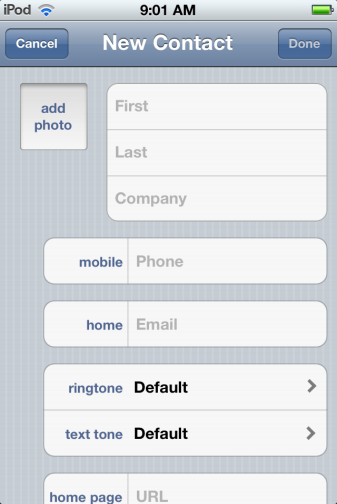 iPod 9:01 AM
Cancel New Contact Done
add
photo
First
Last
Company
mobile Phone
home Email
ringtone Default
text tone Default
home page URL